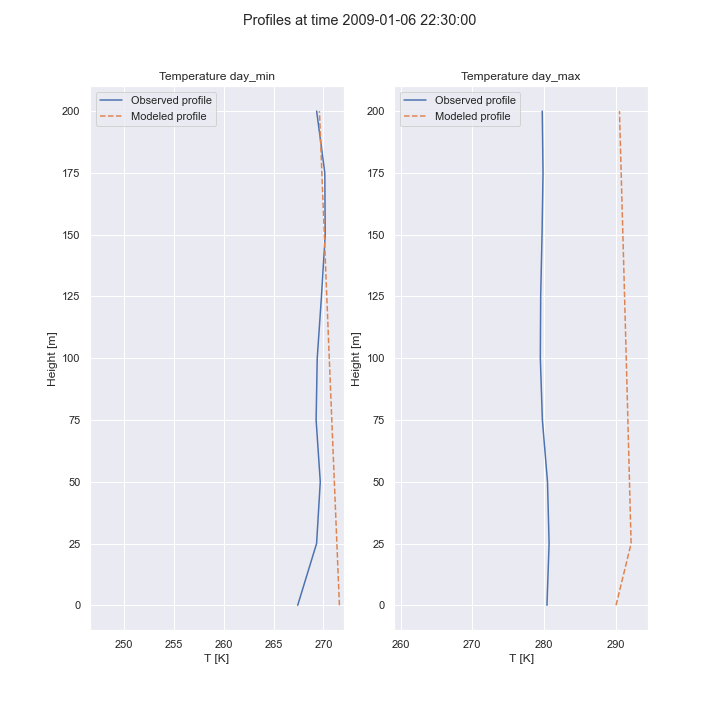 Profiles at time 2009-01-06 22:30:00
Temperature day_min
Observed profile
Modeled profile
200
175
150
125
100
75
50
25
0
Height [m]
250
255
260
265
270
T [K]
Temperature day_max
Observed profile
Modeled profile
200
175
150
125
100
75
50
25
0
Height [m]
260
270
280
290
T [K]